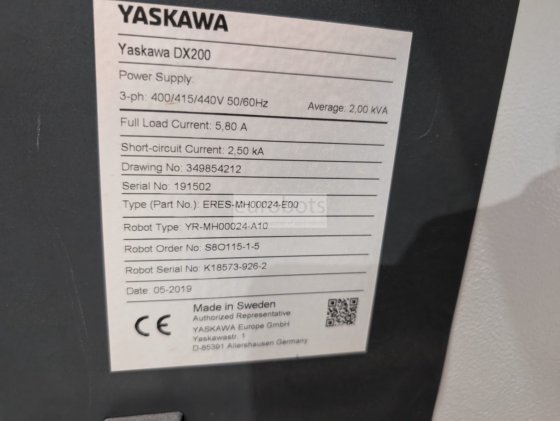 YASKAWA
Yaskawa DX200
Power Supply:
3-ph: 400/415/440V 50/60Hz Average: 2,00 kVA
Full Load Current: 5,80 A
Short-circuit Current: 2,50 kA
Drawing No: 349854212
Serial No: 191502
Type (Part No.): ERES-MH00024-E00
eurobots
Robot Type: YR-MH00024-A10
Robot Order No: S8O115-1-5
Robot Serial No: K18573-926-2
Date: 05-2019
CE
Made in Sweden
Authorized Representative
YASKAWA Europe GmbH
Yaskawastr. 1
D-85391 Allershausen Germany